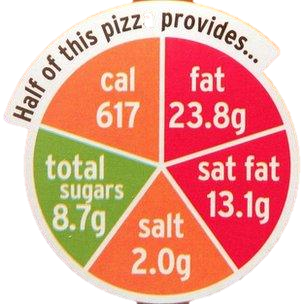 Half of this pizz provides...
cal
617
fat
23.8g
sat fat
13.1g
salt
2.0g
total
sugars
8.7g